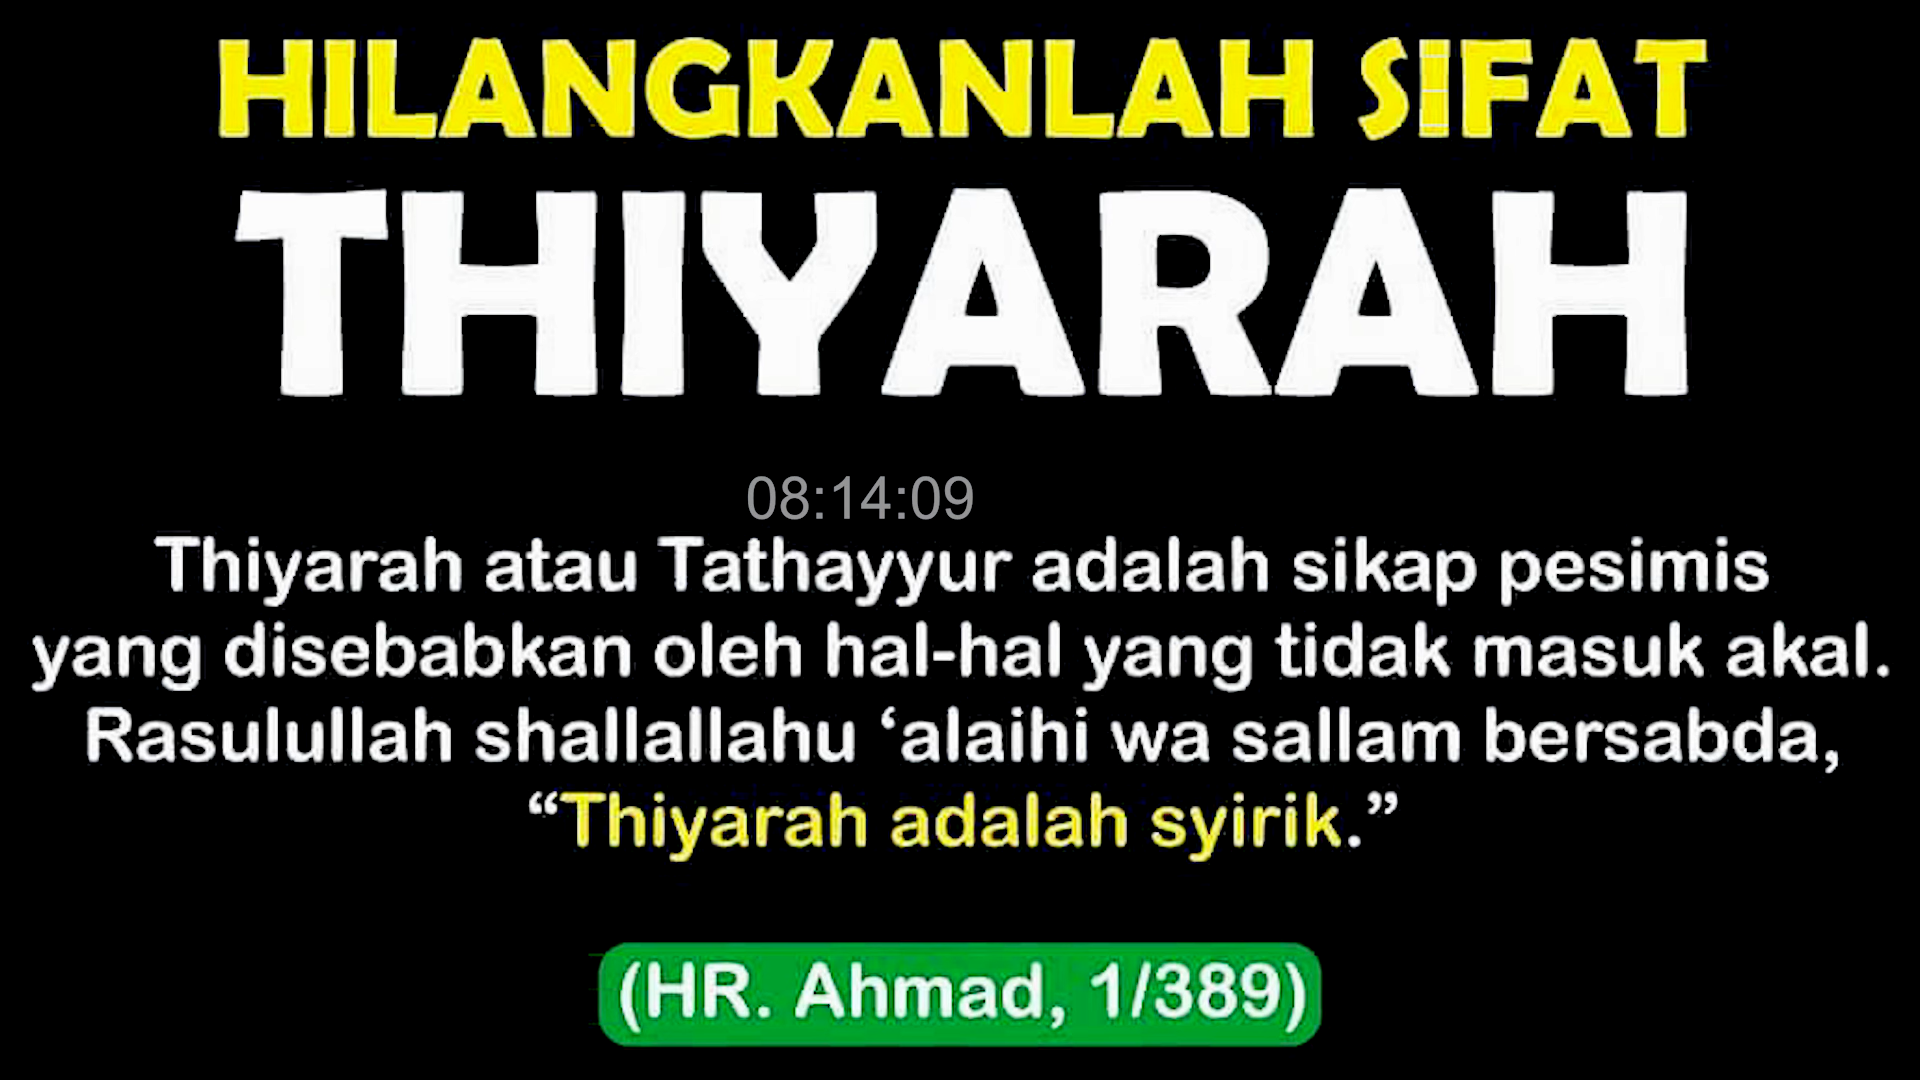 HILANGKANLAH SIFAT
THIYARAH
08:14:09
Thiyarah atau Tathayyur adalah sikap pesimis
yang disebabkan oleh hal-hal yang tidak masuk akal.
Rasulullah shallallahu ‘alaihi wa sallam bersabda,
“Thiyarah adalah syirik.”
(HR. Ahmad, 1/389)